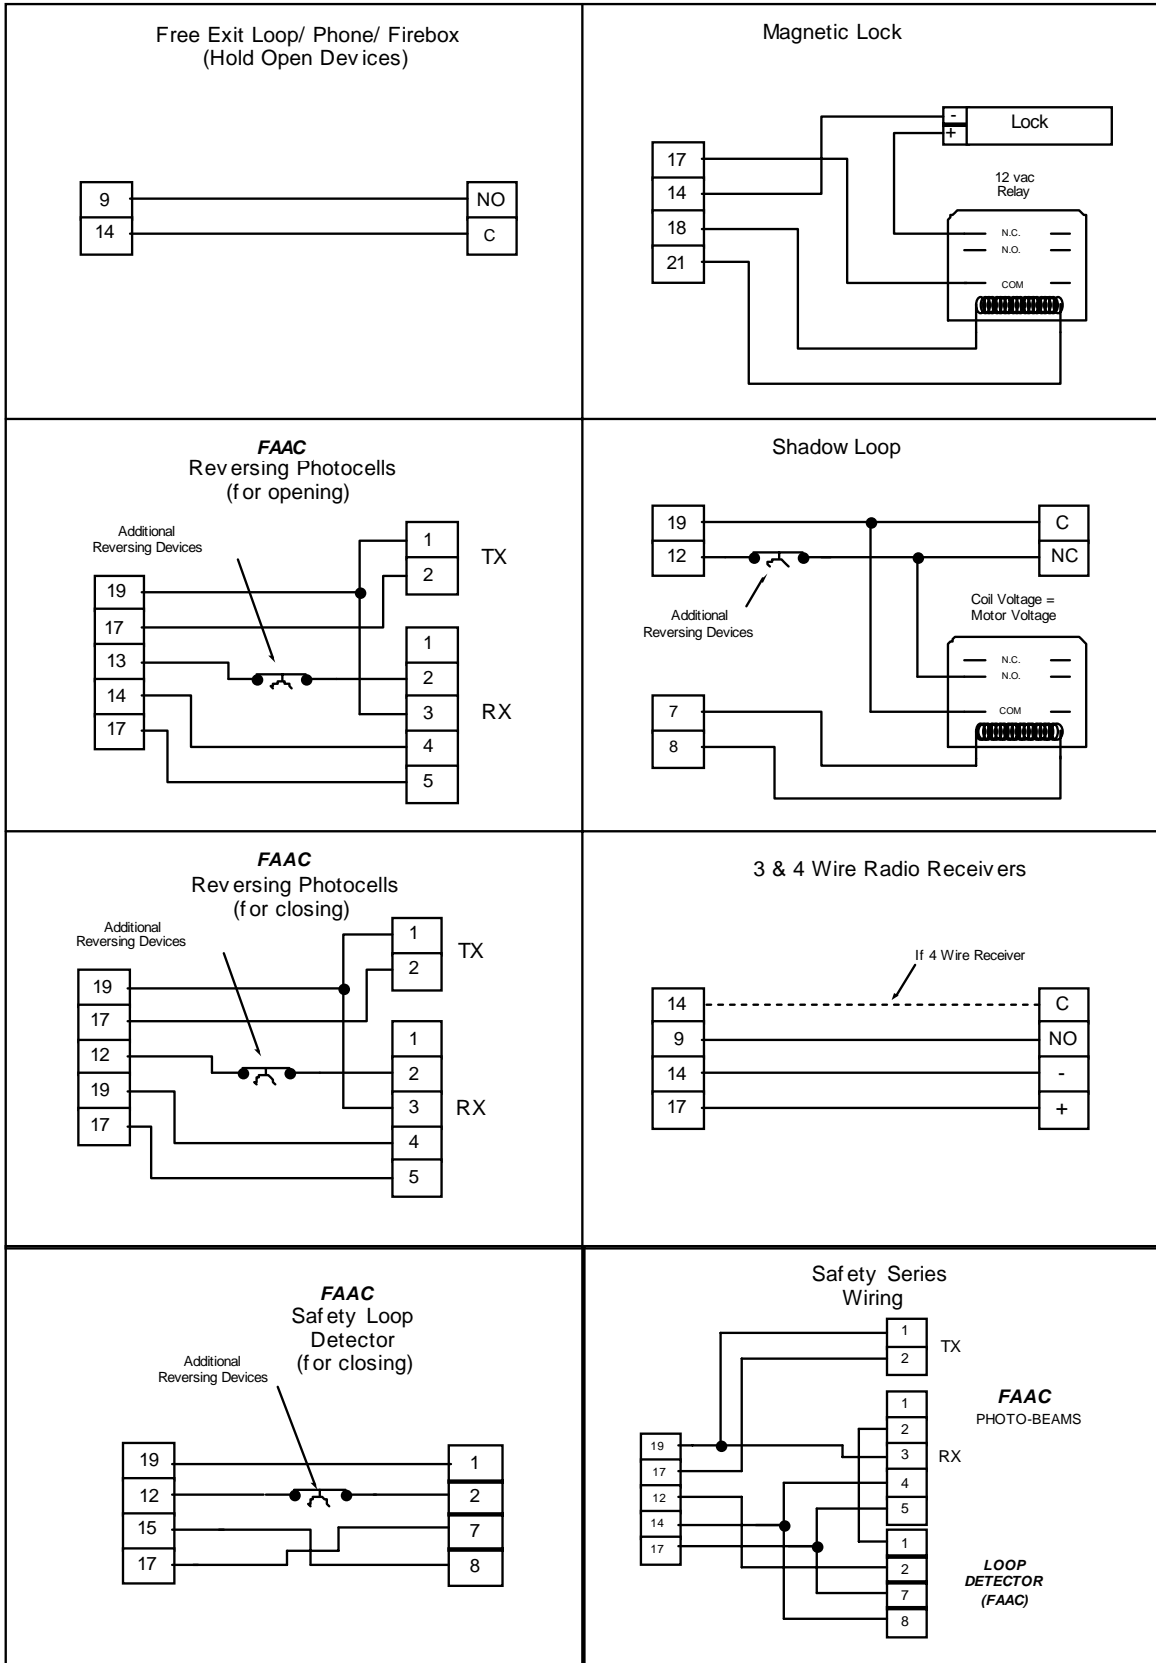 Free Exit Loop/ Phone/ Firebox
(Hold Open Devices)
9
14
NO
C
Magnetic Lock
-
+
Lock
17
14
18
21
12 vac
Relay
N.C.
N.O.
COM
FAAC
Reversing Photocells
(for opening)
Additional
Reversing Devices
1
2
TX
19
17
13
14
17
1
2
3
4
5
RX
Shadow Loop
19
12
C
NC
Additional
Reversing Devices
Coil Voltage =
Motor Voltage
N.C.
N.O.
COM
7
8
FAAC
Reversing Photocells
(for closing)
Additional
Reversing Devices
1
2
TX
19
17
12
19
17
1
2
3
4
5
RX
3 & 4 Wire Radio Receivers
If 4 Wire Receiver
14
9
14
17
C
NO
-
+
FAAC
Safety Loop
Detector
(for closing)
Additional
Reversing Devices
19
12
15
17
1
2
7
8
Safety Series
Wiring
1
2
TX
FAAC
PHOTO-BEAMS
19
17
12
14
17
1
2
3
4
5
RX
1
2
7
8
LOOP
DETECTOR
(FAAC)